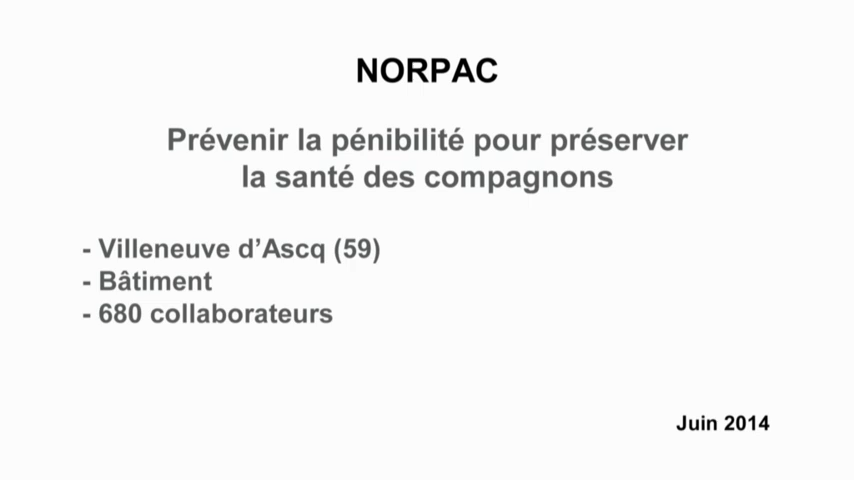 NORPAC
Prévenir la pénibilité pour préserver
la santé des compagnons
- Villeneuve d’Ascq (59)
- Bâtiment
- 680 collaborateurs
Juin 2014